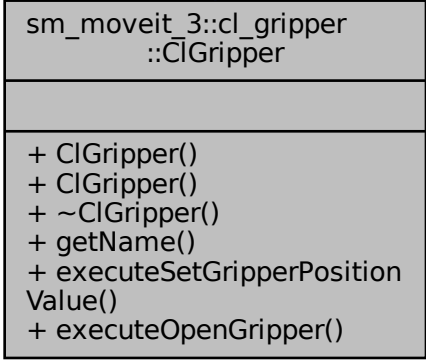 sm_moveit_3::cl_gripper
::ClGripper
+ ClGripper()
+ ClGripper()
+ ~ClGripper()
+ getName()
+ executeSetGripperPosition
Value()
+ executeOpenGripper()